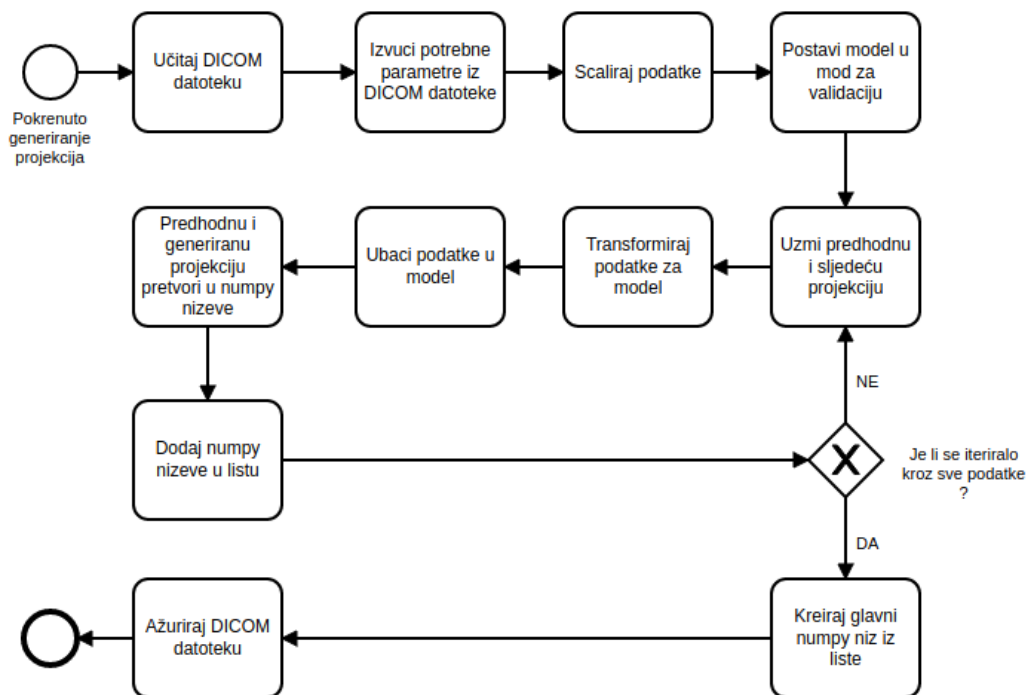 Pokrenuto
generiranje
projekcija
Učitaj DICOM
datoteku
Izvuci potrebne
parametre iz
DICOM datoteke
Scaliraj podatke
Postavi model u
mod za
validaciju
Uzmi predhodnu
i sljedeću
projekciju
Transformiraj
podatke za
model
Ubaci podatke u
model
Predhodnu i
generiranu
projekciju
pretvori u numpy
nizeve
Dodaj numpy
nizeve u listu
NE
Je li se iteriralo
kroz sve podatke
?
DA
Kreiraj glavni
numpy niz iz
liste
Ažuriraj DICOM
datoteku